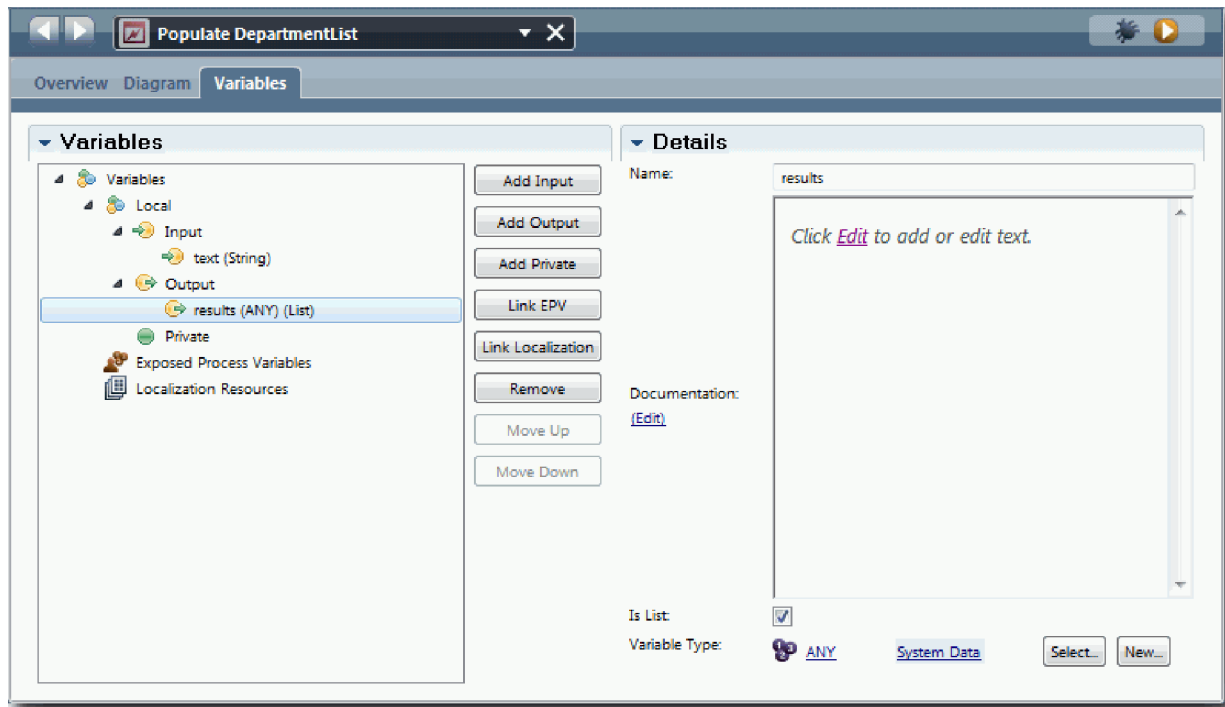 Populate DepartmentList
Overview Diagram Variables
Variables
Variables
Local
Input
text (String)
Output
results (ANY) (List)
Private
Exposed Process Variables
Localization Resources
Add Input
Add Output
Add Private
Link EPV
Link Localization
Remove
Move Up
Move Down
Details
Name: results
Click Edit to add or edit text.
Documentation:
(Edit)
Is List:
Variable Type: ANY System Data Select... New...